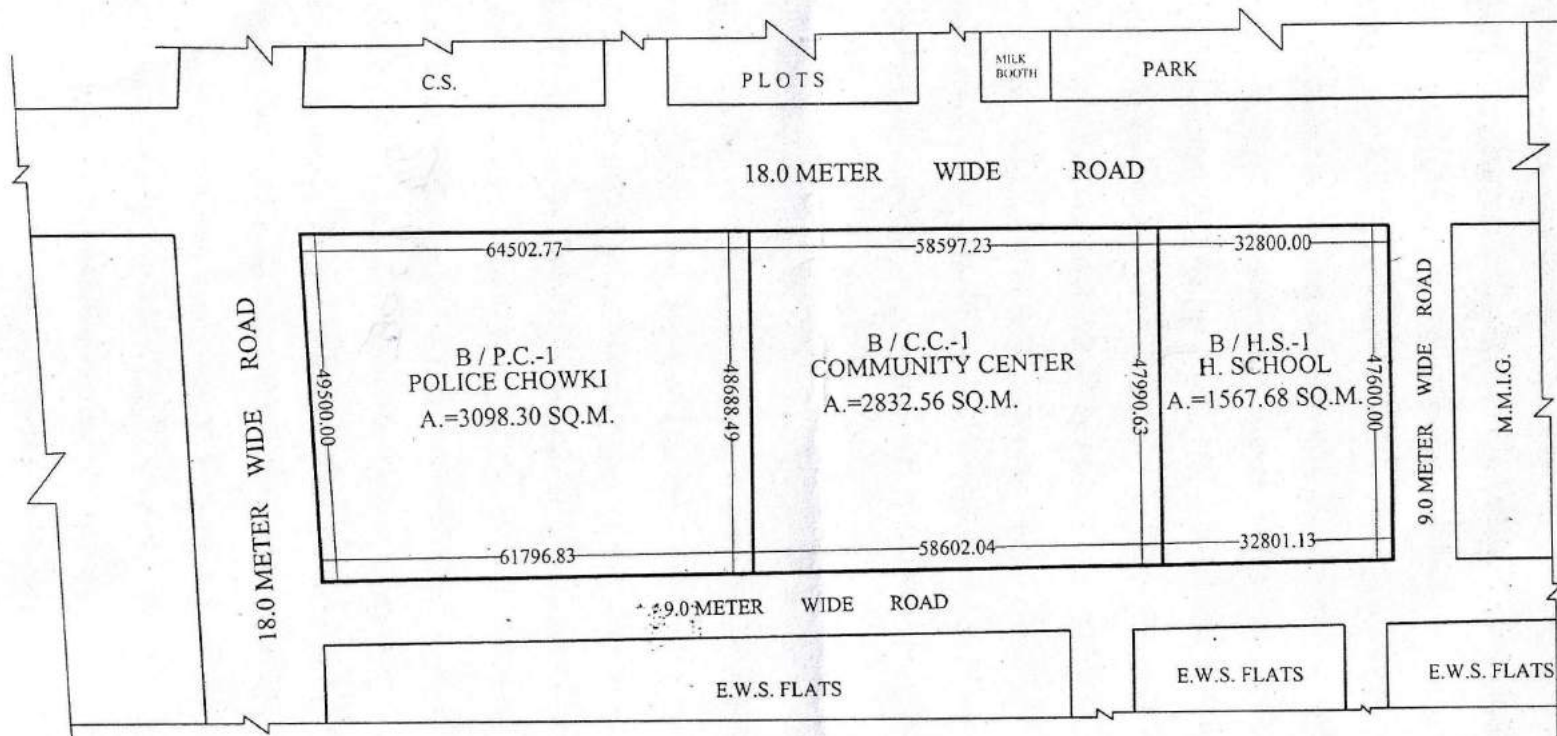 C.S.
PLOTS
MILK
BOOTH
PARK
18.0 METER WIDE ROAD
64502.77
58597.23
32800.00
18.0 METER WIDE ROAD
49500.00
B / P.C.-1
POLICE CHOWKI
A.=3098.30 SQ.M.
48688.49
B / C.C.-1
COMMUNITY CENTER
A.=2832.56 SQ.M.
47990.63
B / H.S.-1
H. SCHOOL
A.=1567.68 SQ.M.
47600.00
9.0 METER WIDE ROAD
M.M.I.G.
61796.83
58602.04
32801.13
9.0 METER WIDE ROAD
E.W.S. FLATS
E.W.S. FLATS
E.W.S. FLATS